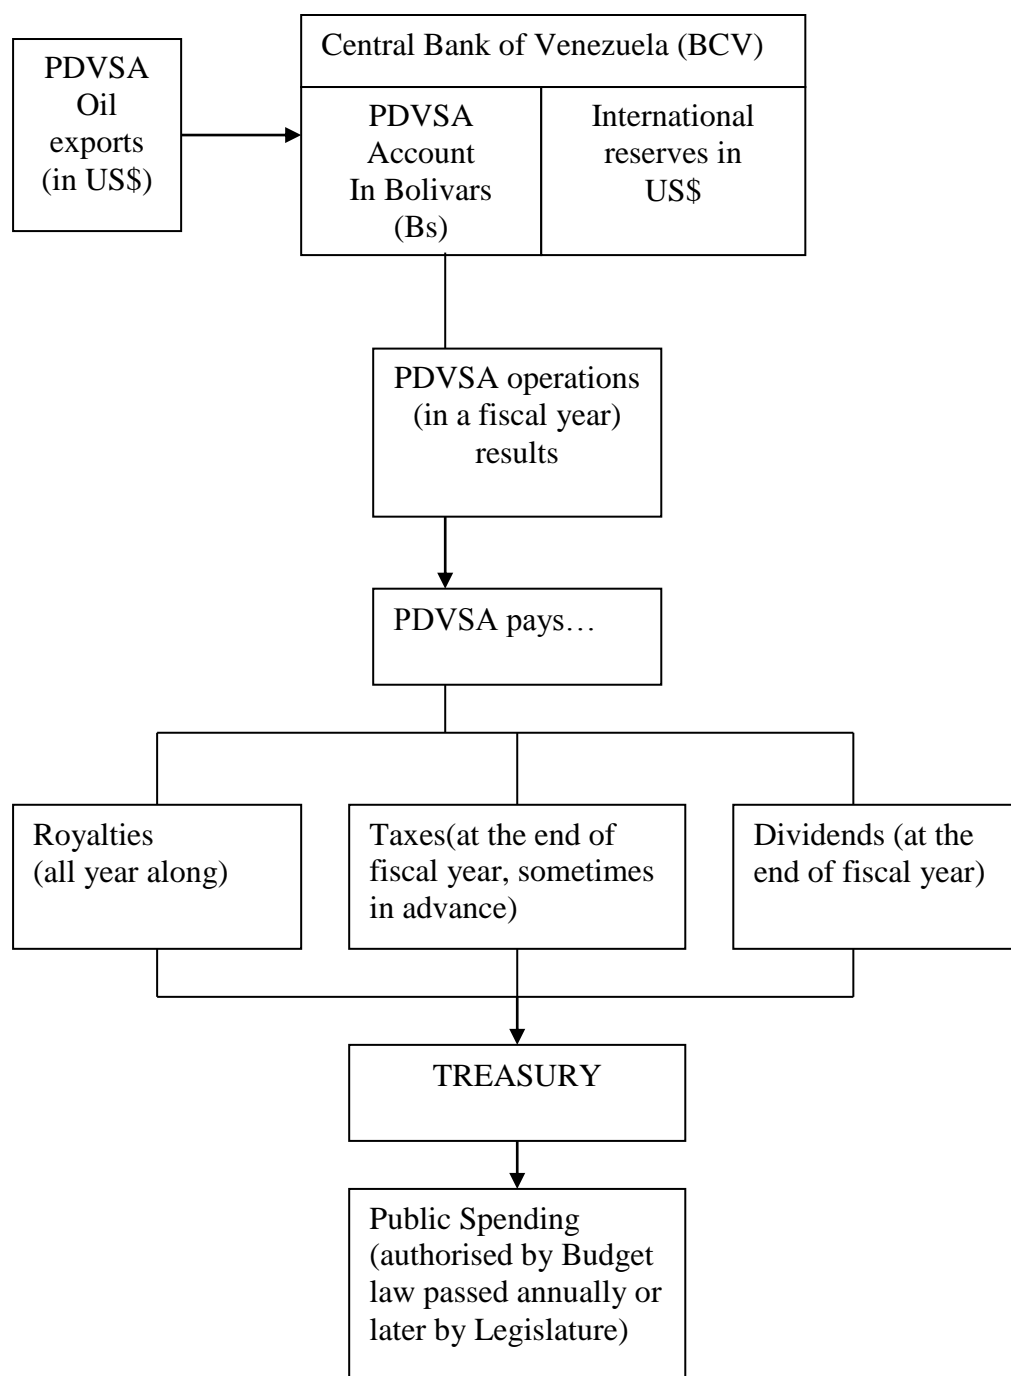 PDVSA
Oil
exports
(in US$)
Central Bank of Venezuela (BCV)
PDVSA
Account
In Bolivars
(Bs)
International
reserves in
US$
PDVSA operations
(in a fiscal year)
results
PDVSA pays…
Royalties
(all year along)
Taxes(at the end of
fiscal year, sometimes
in advance)
Dividends (at the
end of fiscal year)
TREASURY
Public Spending
(authorised by Budget
law passed annually or
later by Legislature)